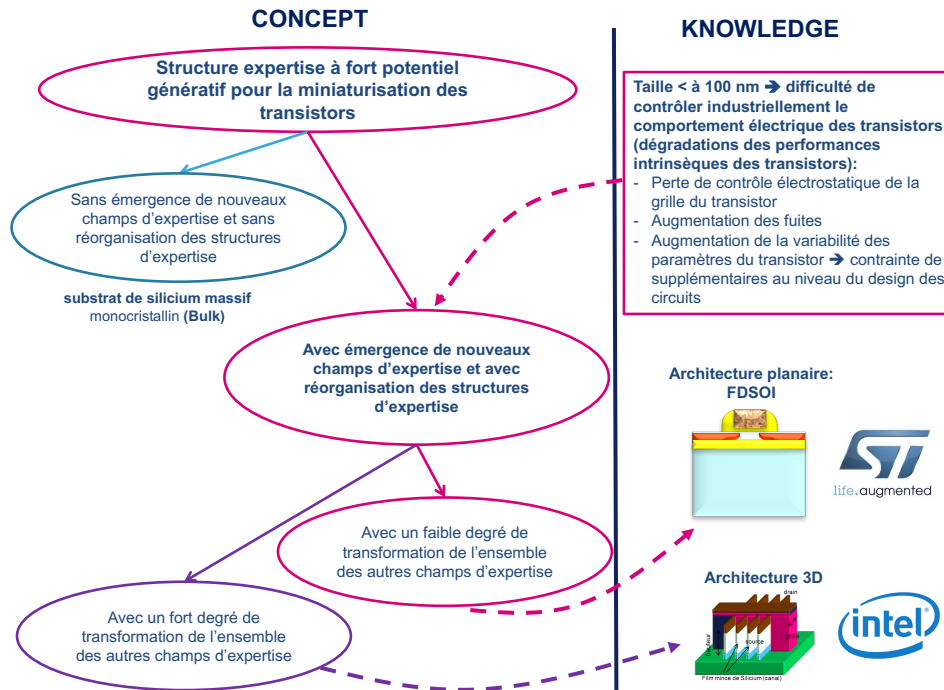 CONCEPT
KNOWLEDGE
Structure expertise à fort potentiel
génératif pour la miniaturisation des
transistors
Sans émergence de nouveaux
champs d'expertise et sans
réorganisation des structures
d'expertise
substrat de silicium massif
monocristallin (Bulk)
Taille < à 100 nm ➔ difficulté de
contrôler industriellement le
comportement électrique des transistors
(dégradations des performances
intrinsèques des transistors):
- Perte de contrôle électrostatique de la
grille du transistor
- Augmentation des fuites
- Augmentation de la variabilité des
paramètres du transistor ➔ contrainte de
supplémentaires au niveau du design des
circuits
Avec émergence de nouveaux
champs d'expertise et avec
réorganisation des structures
d'expertise
Architecture planaire:
FDSOI
ST
life.augmented
Avec un faible degré de
transformation de l'ensemble
des autres champs d'expertise
Avec un fort degré de
transformation de l'ensemble
des autres champs d'expertise
Architecture 3D
drain
grille
hauteur
source
Film mince de Silicium (canal)
intel®